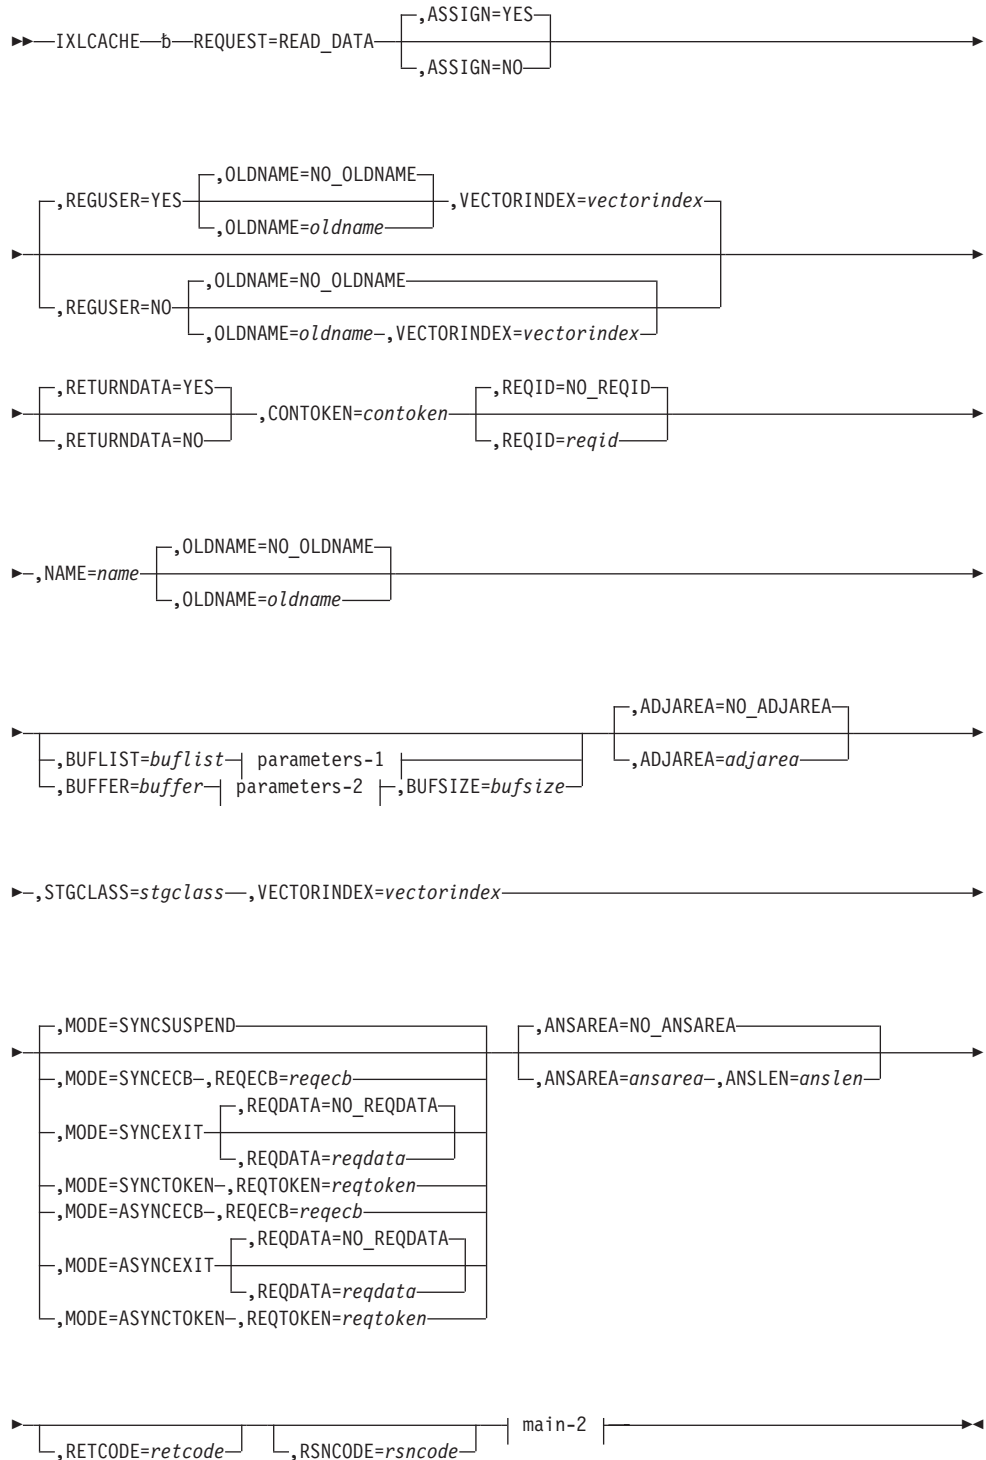 ,ASSIGN=YES
IXLCACHE ƀ REQUEST=READ_DATA
,ASSIGN=NO
,OLDNAME=NO_OLDNAME
,REGUSER=YES ,VECTORINDEX=vectorindex
,OLDNAME=oldname
,OLDNAME=NO_OLDNAME
,REGUSER=NO
,OLDNAME=oldname ,VECTORINDEX=vectorindex
,RETURNDATA=YES ,REQID=NO_REQID
,CONTOKEN=contoken
,RETURNDATA=NO ,REQID=reqid
,OLDNAME=NO_OLDNAME
,NAME=name
,OLDNAME=oldname
,ADJAREA=NO_ADJAREA
,BUFLIST=buflist parameters-1 ,ADJAREA=adjarea
,BUFFER=buffer parameters-2 ,BUFSIZE=bufsize
,STGCLASS=stgclass ,VECTORINDEX=vectorindex
,MODE=SYNCSUSPEND ,ANSAREA=NO_ANSAREA
,MODE=SYNCECB ,REQECB=reqecb ,ANSAREA=ansarea ,ANSLEN=anslen
,REQDATA=NO_REQDATA
,MODE=SYNCEXIT
,REQDATA=reqdata
,MODE=SYNCTOKEN ,REQTOKEN=reqtoken
,MODE=ASYNCECB ,REQECB=reqecb
,REQDATA=NO_REQDATA
,MODE=ASYNCEXIT
,REQDATA=reqdata
,MODE=ASYNCTOKEN ,REQTOKEN=reqtoken
main-2
,RETCODE=retcode ,RSNCODE=rsncode